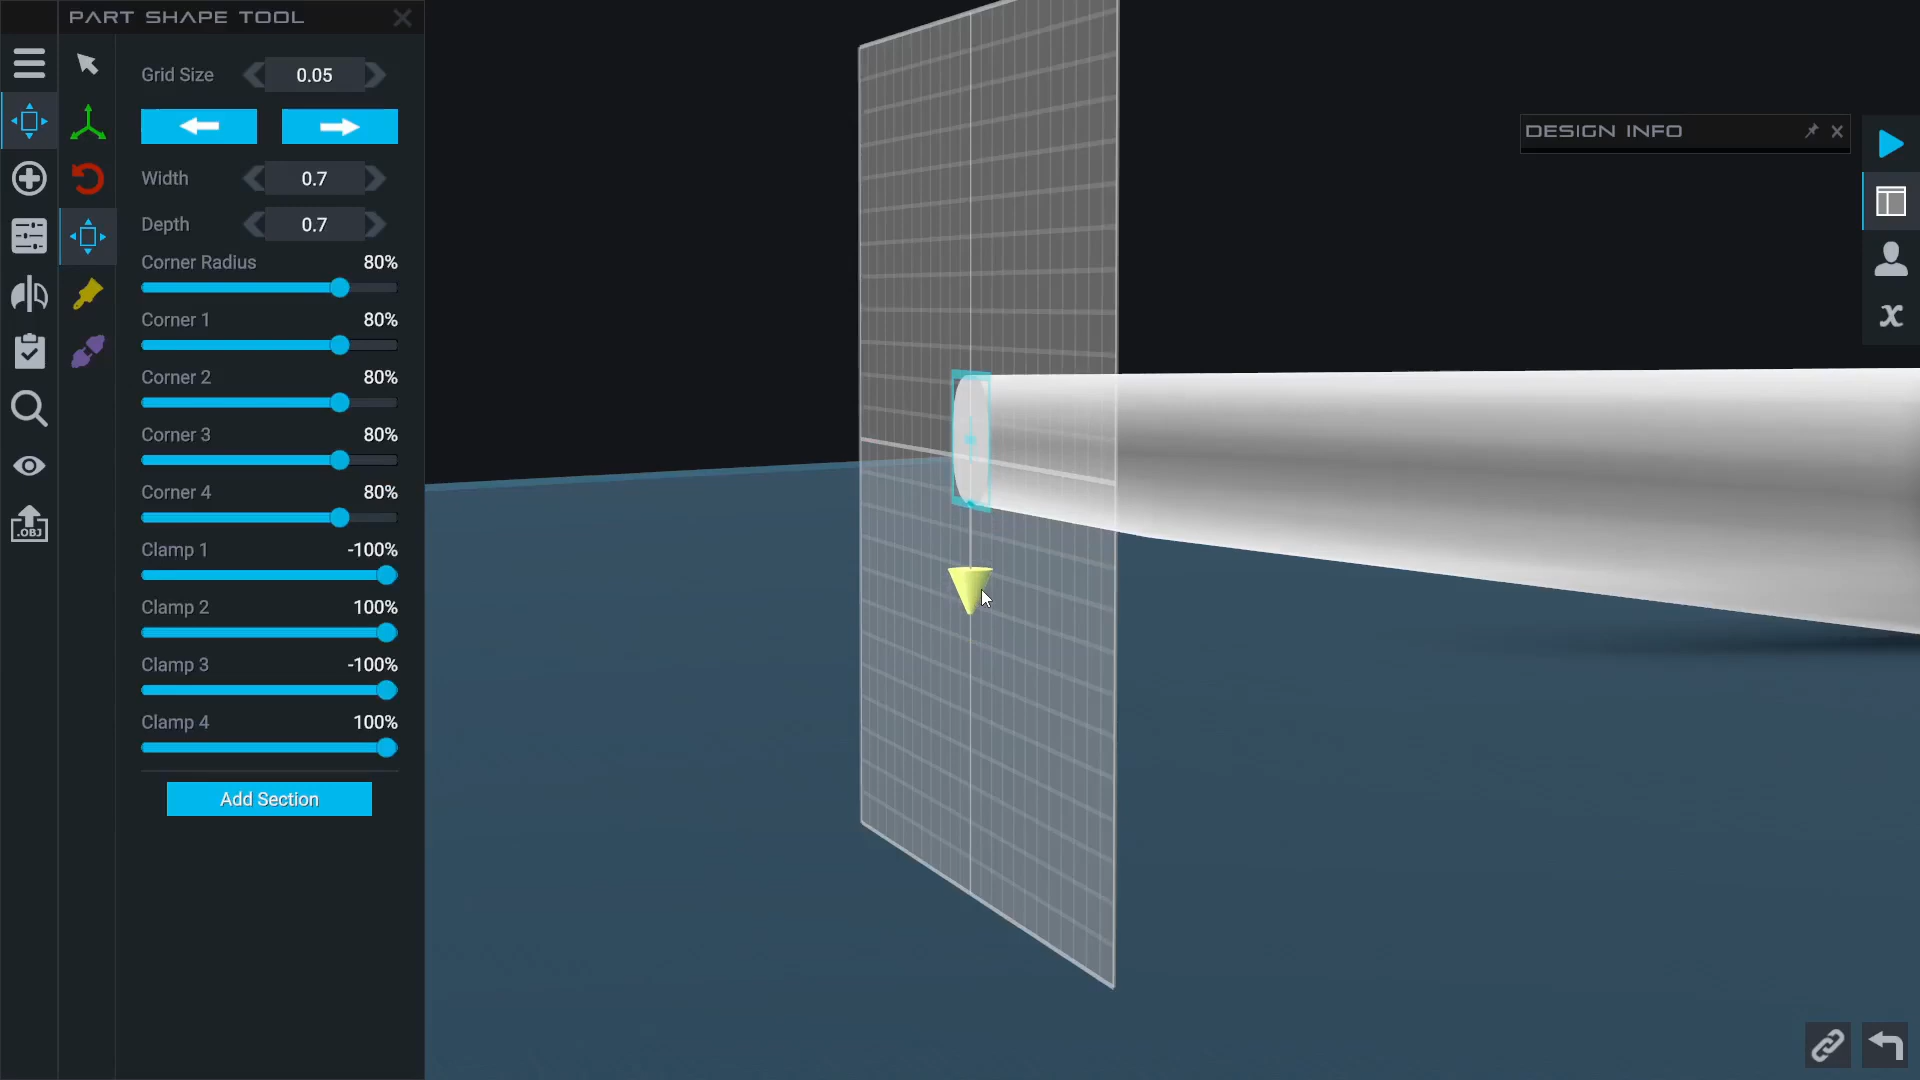 PART SHAPE TOOL
Grid Size 0.05
Width 0.7
Depth 0.7
Corner Radius 80%
Corner 1 80%
Corner 2 80%
Corner 3 80%
Corner 4 80%
Clamp 1 -100%
Clamp 2 100%
Clamp 3 -100%
Clamp 4 100%
Add Section
.OBJ
DESIGN INFO
x